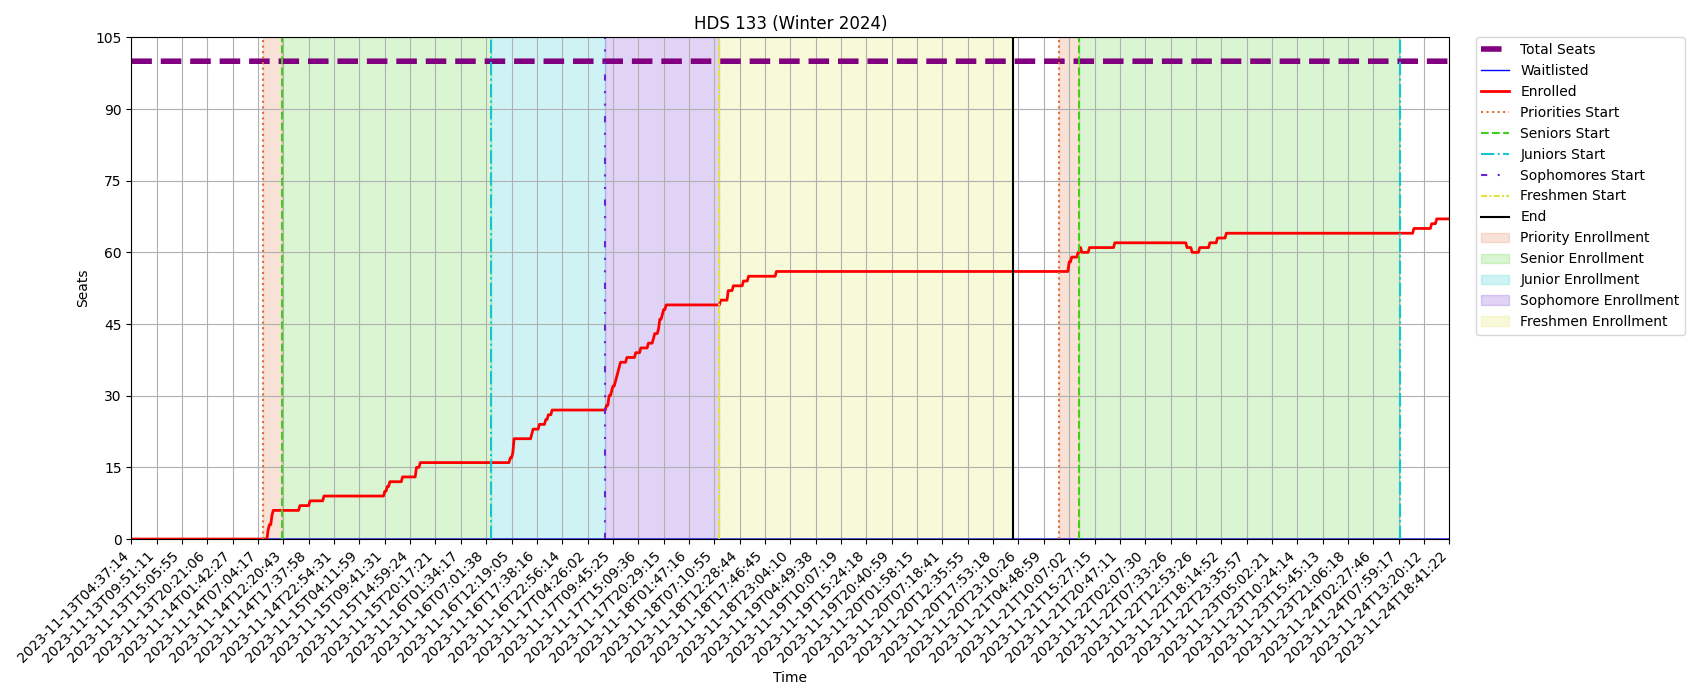 HDS 133 (Winter 2024)
105
90
75
60
45
30
15
0
Seats
2023-11-13T04:37:14
2023-11-13T09:51:11
2023-11-13T15:05:55
2023-11-13T20:21:06
2023-11-14T01:42:27
2023-11-14T07:04:17
2023-11-14T12:20:43
2023-11-14T17:37:58
2023-11-14T22:54:31
2023-11-15T04:11:59
2023-11-15T09:41:31
2023-11-15T14:59:24
2023-11-15T20:17:21
2023-11-16T01:34:17
2023-11-16T07:01:38
2023-11-16T12:19:05
2023-11-16T17:38:16
2023-11-16T22:56:14
2023-11-17T04:26:02
2023-11-17T09:45:25
2023-11-17T15:09:36
2023-11-17T20:29:15
2023-11-18T01:47:16
2023-11-18T07:10:55
2023-11-18T12:28:44
2023-11-18T17:46:45
2023-11-18T23:04:10
2023-11-19T04:49:38
2023-11-19T10:07:19
2023-11-19T15:24:18
2023-11-19T20:40:59
2023-11-20T01:58:15
2023-11-20T07:18:41
2023-11-20T12:35:55
2023-11-20T17:53:18
2023-11-20T23:10:26
2023-11-21T04:48:59
2023-11-21T10:07:02
2023-11-21T15:27:15
2023-11-21T20:47:11
2023-11-22T02:07:30
2023-11-22T07:33:26
2023-11-22T12:53:26
2023-11-22T18:14:52
2023-11-22T23:35:57
2023-11-23T05:02:21
2023-11-23T10:24:14
2023-11-23T15:45:13
2023-11-23T21:06:18
2023-11-24T02:27:46
2023-11-24T07:59:17
2023-11-24T13:20:12
2023-11-24T18:41:22
Time
Total Seats
Waitlisted
Enrolled
Priorities Start
Seniors Start
Juniors Start
Sophomores Start
Freshmen Start
End
Priority Enrollment
Senior Enrollment
Junior Enrollment
Sophomore Enrollment
Freshmen Enrollment